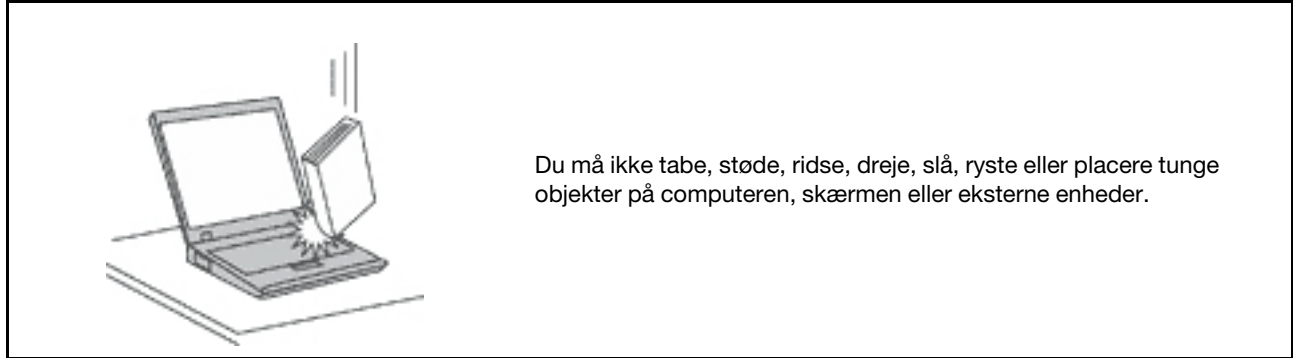 Du må ikke tabe, støde, ridse, dreje, slå, ryste eller placere tunge
objekter på computeren, skærmen eller eksterne enheder.